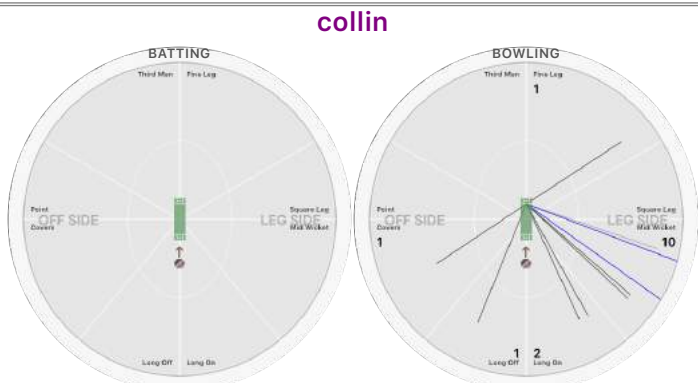 collin
BATTING
Third Man Fine Leg
Point Square Leg
OFF SIDE LEG SIDE
Covers Mid Wicket
Long Off Long On
BOWLING
Third Man Fine Leg
1
Point Square Leg
OFF SIDE LEG SIDE
Covers Mid Wicket
1 10
1 2
Long Off Long On